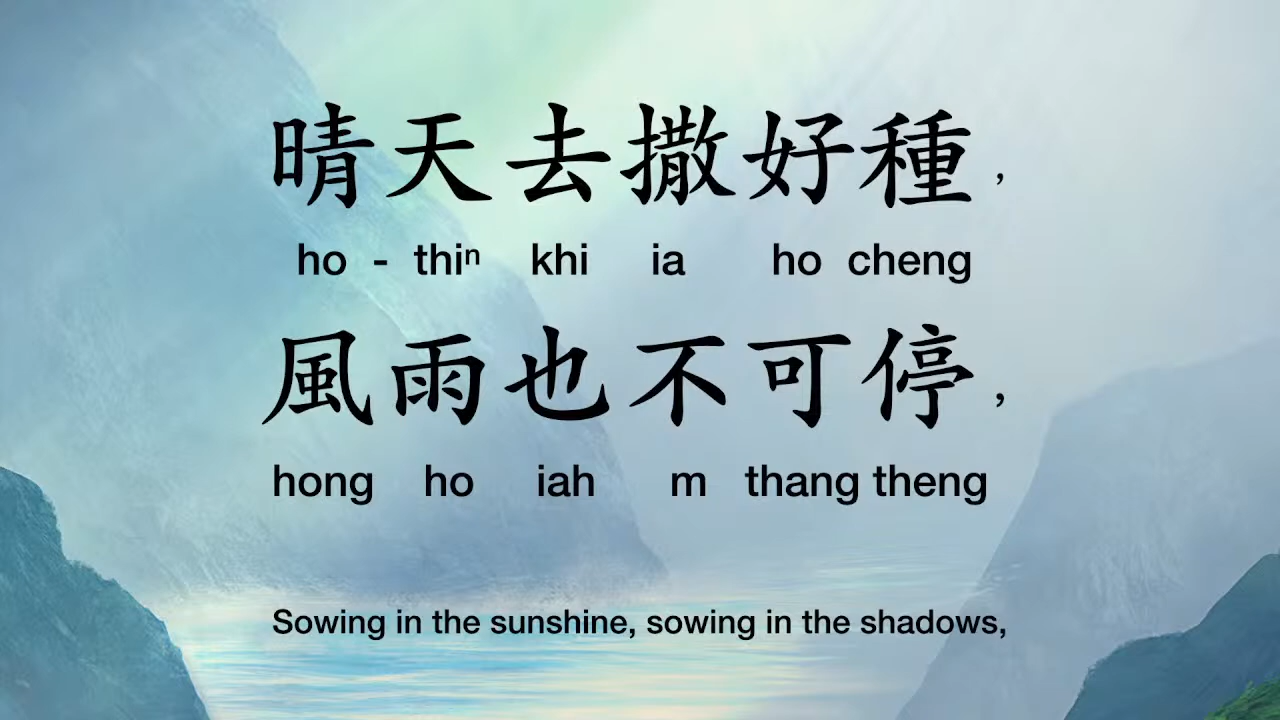 晴天去撒好種，
ho - thiⁿ khi ia ho cheng
風雨也不可停，
hong ho iah m thang theng
Sowing in the sunshine, sowing in the shadows,